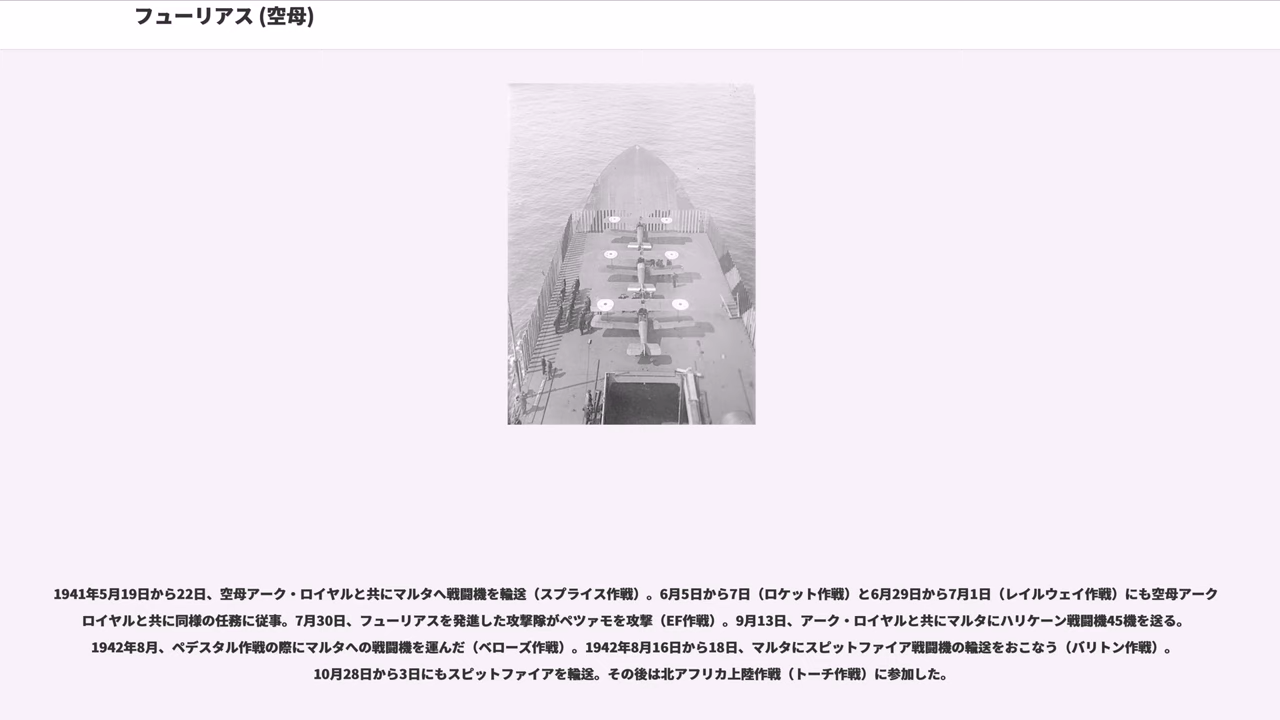 フューリアス (空母)
1941年5月19日から22日、空母アーク・ロイヤルと共にマルタへ戦闘機を輸送（スプライス作戦）。6月5日から7日（ロケット作戦）と6月29日から7月1日（レイルウェイ作戦）にも空母アーク
ロイヤルと共に同様の任務に従事。7月30日、フューリアスを発進した攻撃隊がペツァモを攻撃（EF作戦）。9月13日、アーク・ロイヤルと共にマルタにハリケーン戦闘機45機を送る。
1942年8月、ペデスタル作戦の際にマルタへの戦闘機を運んだ（ベローズ作戦）。1942年8月16日から18日、マルタにスピットファイア戦闘機の輸送をおこなう（バリトン作戦）。
10月28日から3日にもスピットファイアを輸送。その後は北アフリカ上陸作戦（トーチ作戦）に参加した。